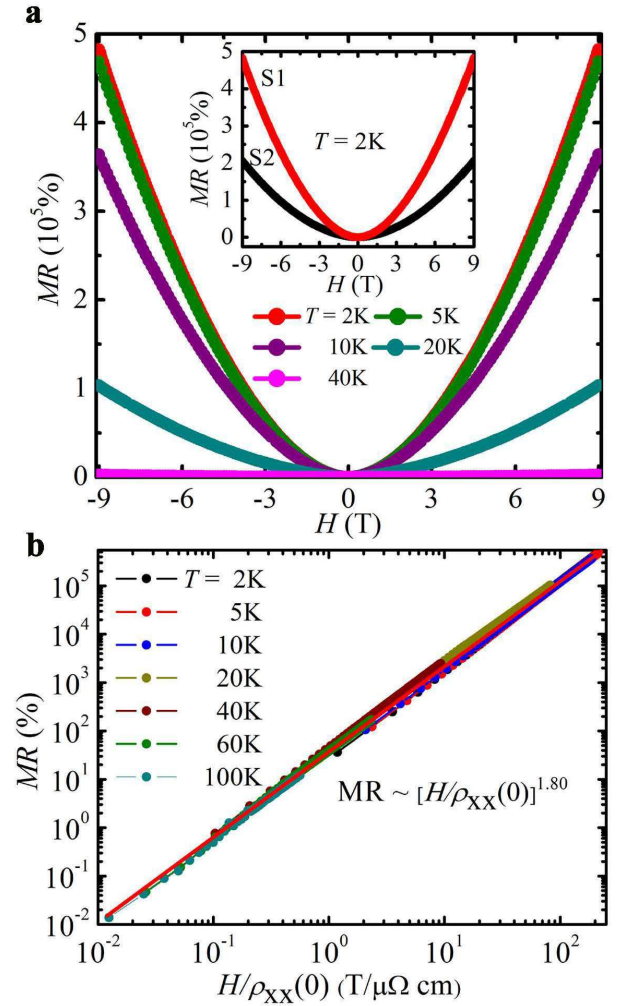 a
5
4
3
2
1
0
MR (10⁵%)
-9 -6 -3 0 3 6 9
H (T)
5
4
3
2
1
0
MR (10⁵%)
S1
S2
T = 2K
-9 -6 -3 0 3 6 9
H (T)
T = 2K 5K
10K 20K
40K
b
10⁵
10⁴
10³
10²
10¹
10⁰
10⁻¹
10⁻²
MR (%)
T = 2K
5K
10K
20K
40K
60K
100K
MR ~ [H/ρxx(0)]¹·⁸⁰
10⁻² 10⁻¹ 10⁰ 10¹ 10²
H/ρxx(0) (T/μΩ cm)